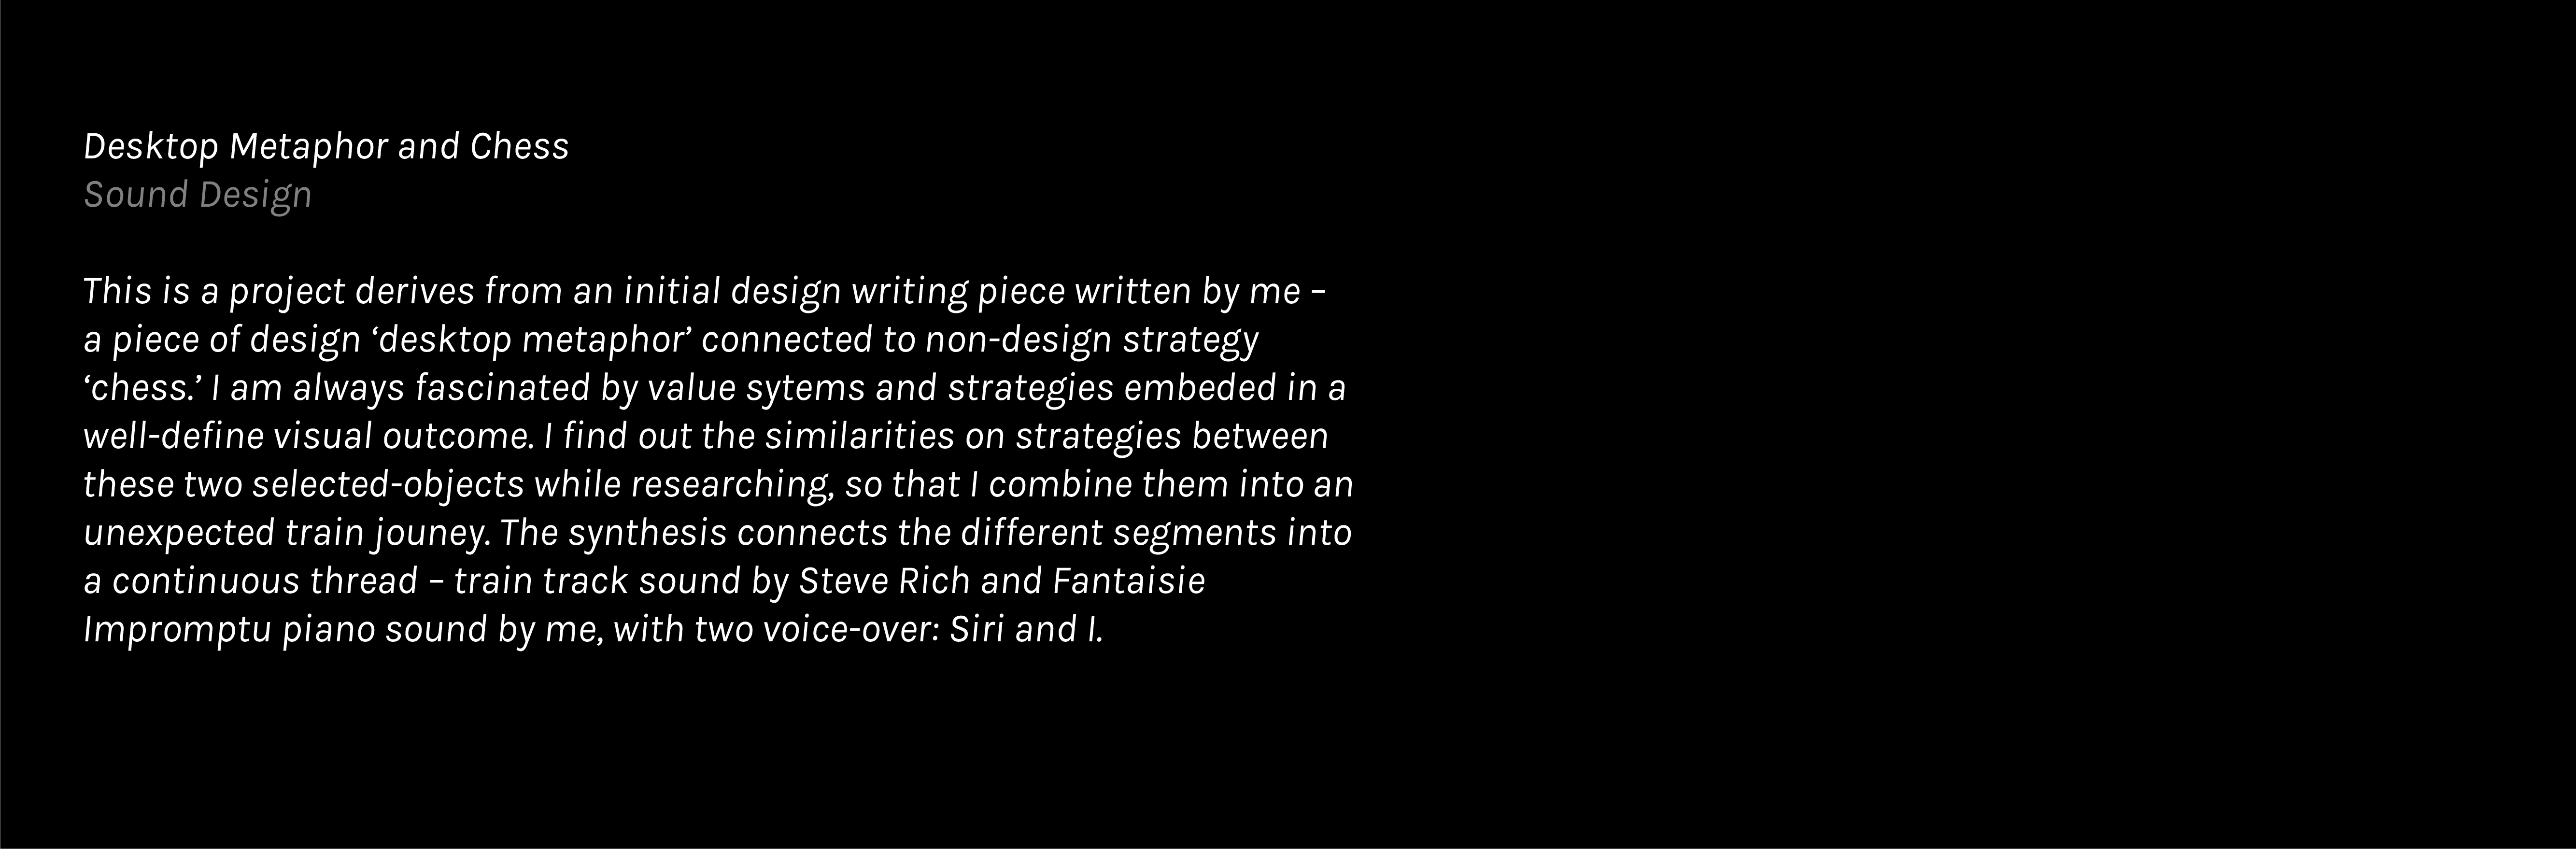 Desktop Metaphor and Chess
Sound Design
This is a project derives from an initial design writing piece written by me –
a piece of design ‘desktop metaphor’ connected to non-design strategy
‘chess.’ I am always fascinated by value sytems and strategies embeded in a
well-define visual outcome. I find out the similarities on strategies between
these two selected-objects while researching, so that I combine them into an
unexpected train jouney. The synthesis connects the different segments into
a continuous thread – train track sound by Steve Rich and Fantaisie
Impromptu piano sound by me, with two voice-over: Siri and I.